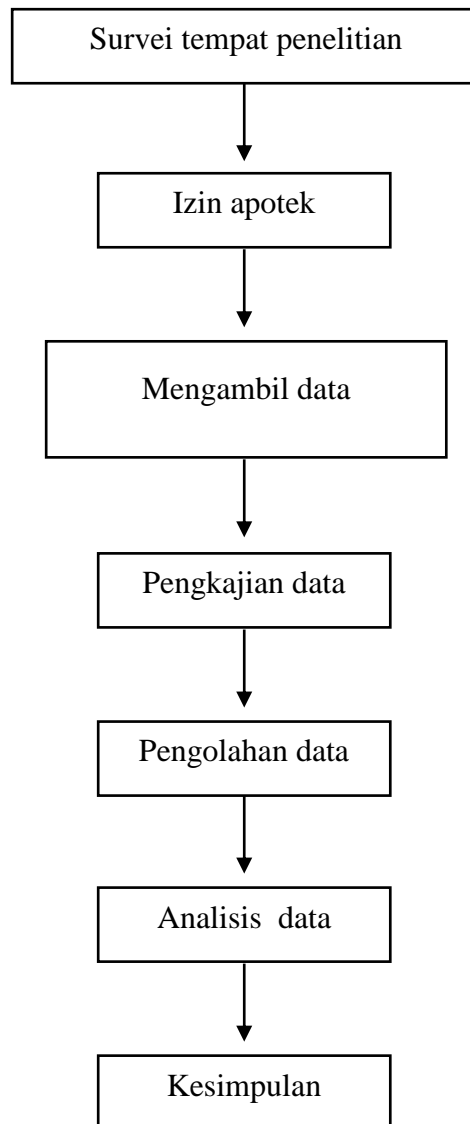 Survei tempat penelitian
Izin apotek
Mengambil data
Pengkajian data
Pengolahan data
Analisis data
Kesimpulan